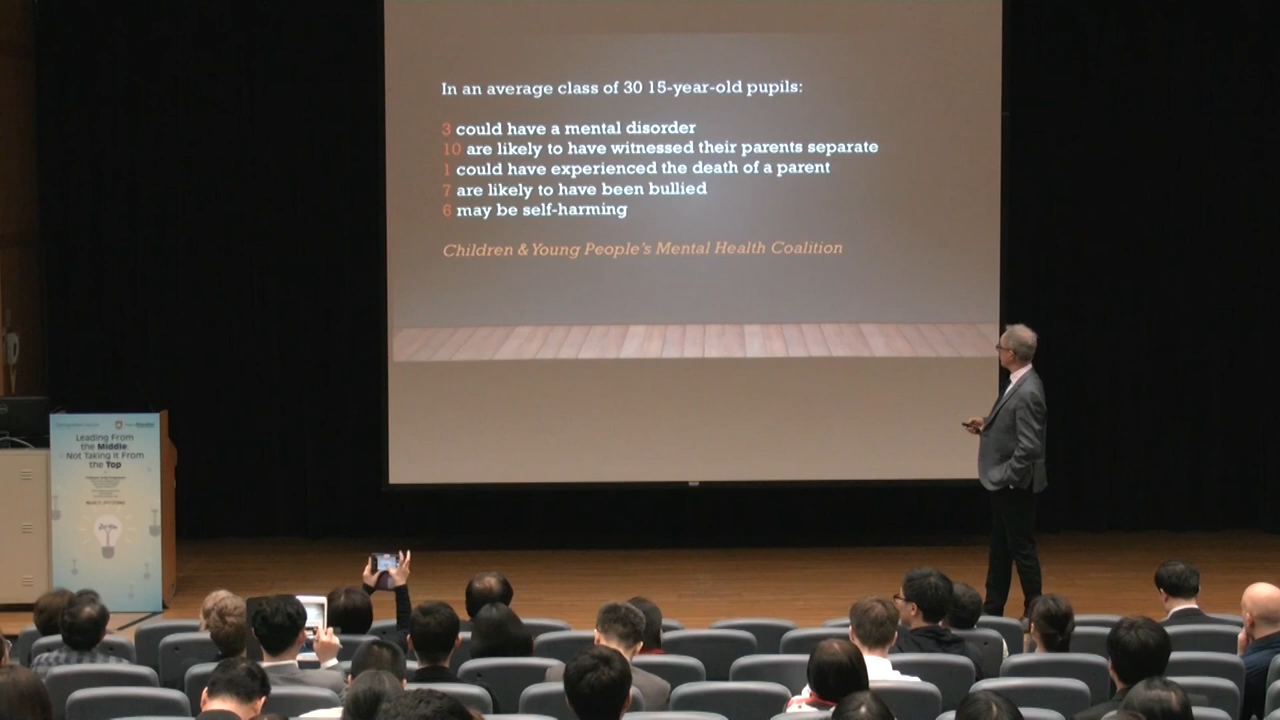 In an average class of 30 15-year-old pupils:
3 could have a mental disorder
10 are likely to have witnessed their parents separate
1 could have experienced the death of a parent
7 are likely to have been bullied
6 may be self-harming
Children & Young People's Mental Health Coalition
Leading From
the Middle:
Not Taking It From
the Top